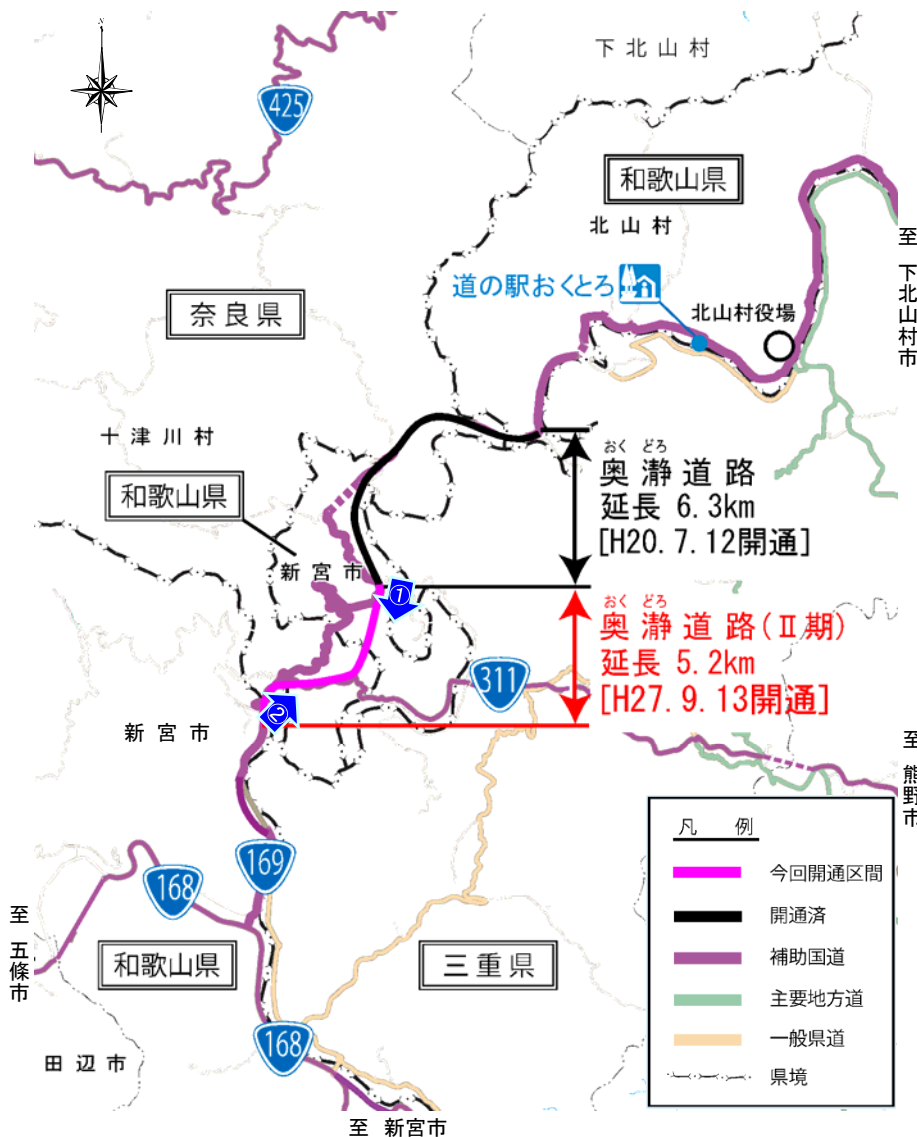 N
下北山村
425
和歌山県
北山村
至 下北山村市
道の駅おくとろ
北山村役場
奈良県
十津川村
和歌山県
新宮市
おく どろ
奥瀞道路
延長 6.3km
[H20.7.12開通]
①
おく どろ
奥瀞道路(Ⅱ期)
延長 5.2km
[H27.9.13開通]
311
②
新宮市
至 熊野市
凡 例
今回開通区間
開通済
補助国道
主要地方道
一般県道
県境
169
168
至 五條市
和歌山県
三重県
168
田辺市
至 新宮市